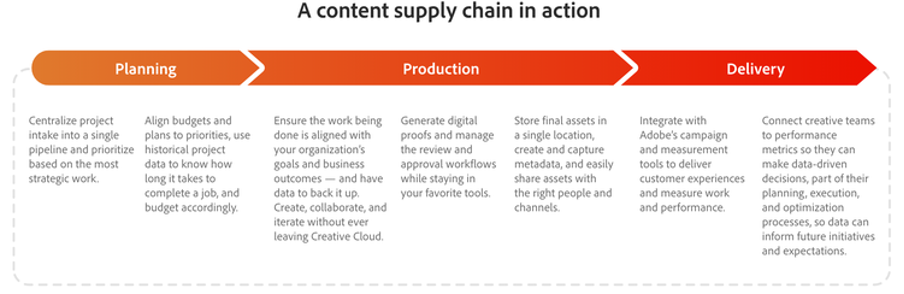 A content supply chain in action
Planning
Production
Delivery
Centralize project
intake into a single
pipeline and prioritize
based on the most
strategic work.
Align budgets and
plans to priorities, use
historical project
data to know how
long it takes to
complete a job, and
budget accordingly.
Ensure the work being
done is aligned with
your organization's
goals and business
outcomes — and have
data to back it up.
Create, collaborate, and
iterate without ever
leaving Creative Cloud.
Generate digital
proofs and manage
the review and
approval workflows
while staying in
your favorite tools.
Store final assets in
a single location,
create and capture
metadata, and easily
share assets with
the right people and
channels.
Integrate with
Adobe's campaign
and measurement
tools to deliver
customer experiences
and measure work
and performance.
Connect creative teams
to performance
metrics so they can
make data-driven
decisions, part of their
planning, execution,
and optimization
processes, so data can
inform future initiatives
and expectations.